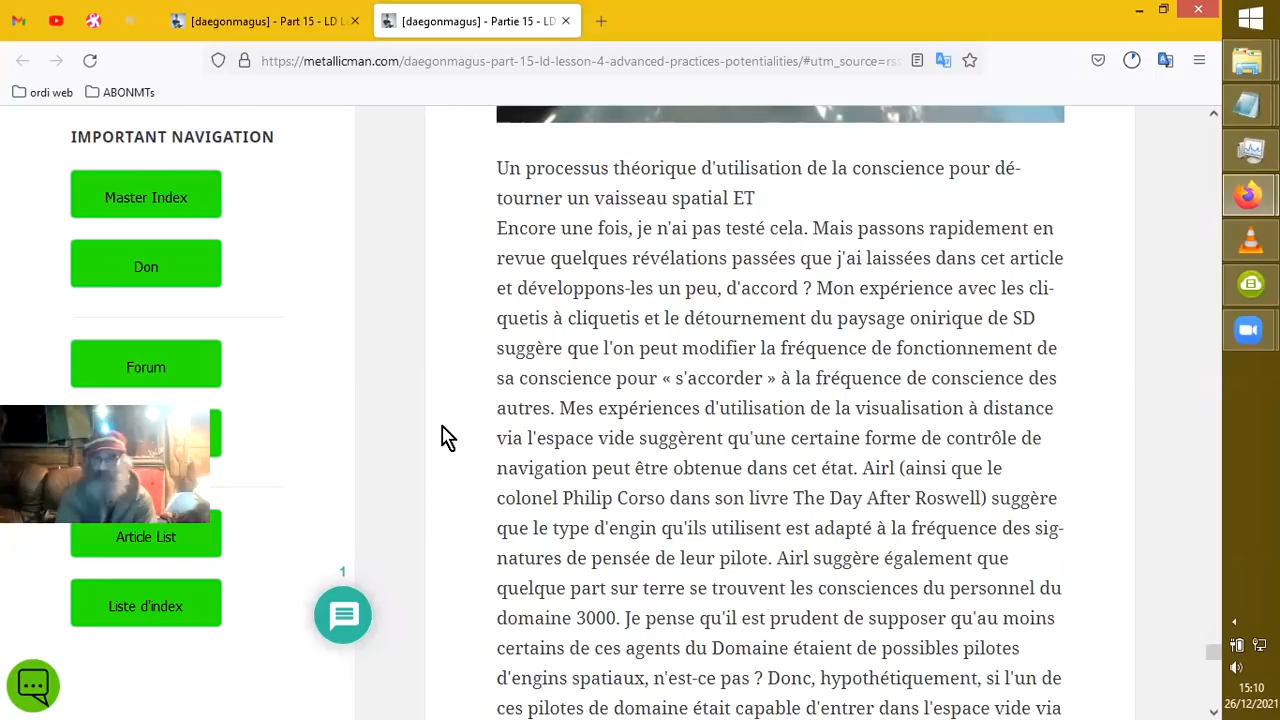 [daegonmagus] - Part 15 - LD L
[daegonmagus] - Partie 15 - LD
https://metallicman.com/daegonmagus-part-15-ld-lesson-4-advanced-practices-potentialities/#utm_source=rs
ordi web
ABONMTs
IMPORTANT NAVIGATION
Master Index
Don
Forum
Article List
Liste d'index
1
Un processus théorique d'utilisation de la conscience pour dé-
tourner un vaisseau spatial ET
Encore une fois, je n'ai pas testé cela. Mais passons rapidement en
revue quelques révélations passées que j'ai laissées dans cet article
et développons-les un peu, d'accord ? Mon expérience avec les cli-
quetis à cliquetis et le détournement du paysage onirique de SD
suggère que l'on peut modifier la fréquence de fonctionnement de
sa conscience pour « s'accorder » à la fréquence de conscience des
autres. Mes expériences d'utilisation de la visualisation à distance
via l'espace vide suggèrent qu'une certaine forme de contrôle de
navigation peut être obtenue dans cet état. Airl (ainsi que le
colonel Philip Corso dans son livre The Day After Roswell) suggère
que le type d'engin qu'ils utilisent est adapté à la fréquence des sig-
natures de pensée de leur pilote. Airl suggère également que
quelque part sur terre se trouvent les consciences du personnel du
domaine 3000. Je pense qu'il est prudent de supposer qu'au moins
certains de ces agents du Domaine étaient de possibles pilotes
d'engins spatiaux, n'est-ce pas ? Donc, hypothétiquement, si l'un de
ces pilotes de domaine était capable d'entrer dans l'espace vide via
15:10
26/12/2021